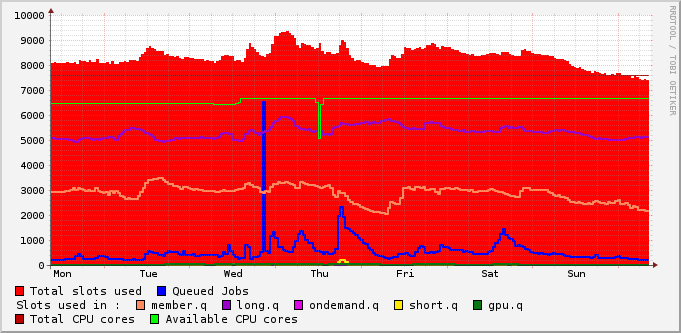 10000
9000
8000
7000
6000
5000
4000
3000
2000
1000
0
Mon Tue Wed Thu Fri Sat Sun
RRDTOOL / TOBI OETIKER
Total slots used Queued Jobs
Slots used in : member.q long.q ondemand.q short.q gpu.q
Total CPU cores Available CPU cores